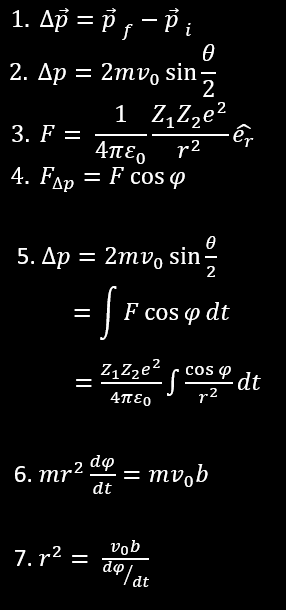 1. Δp⃗ = p⃗_f − p⃗_i
2. Δp = 2mv₀ sin θ/2
3. F = 1/4πε₀ Z₁Z₂e²/r² ê_r
4. F_Δp = F cos φ
5. Δp = 2mv₀ sin θ/2
= ∫ F cos φ dt
= Z₁Z₂e²/4πε₀ ∫ cos φ/r² dt
6. mr² dφ/dt = mv₀b
7. r² = v₀b/dφ/dt